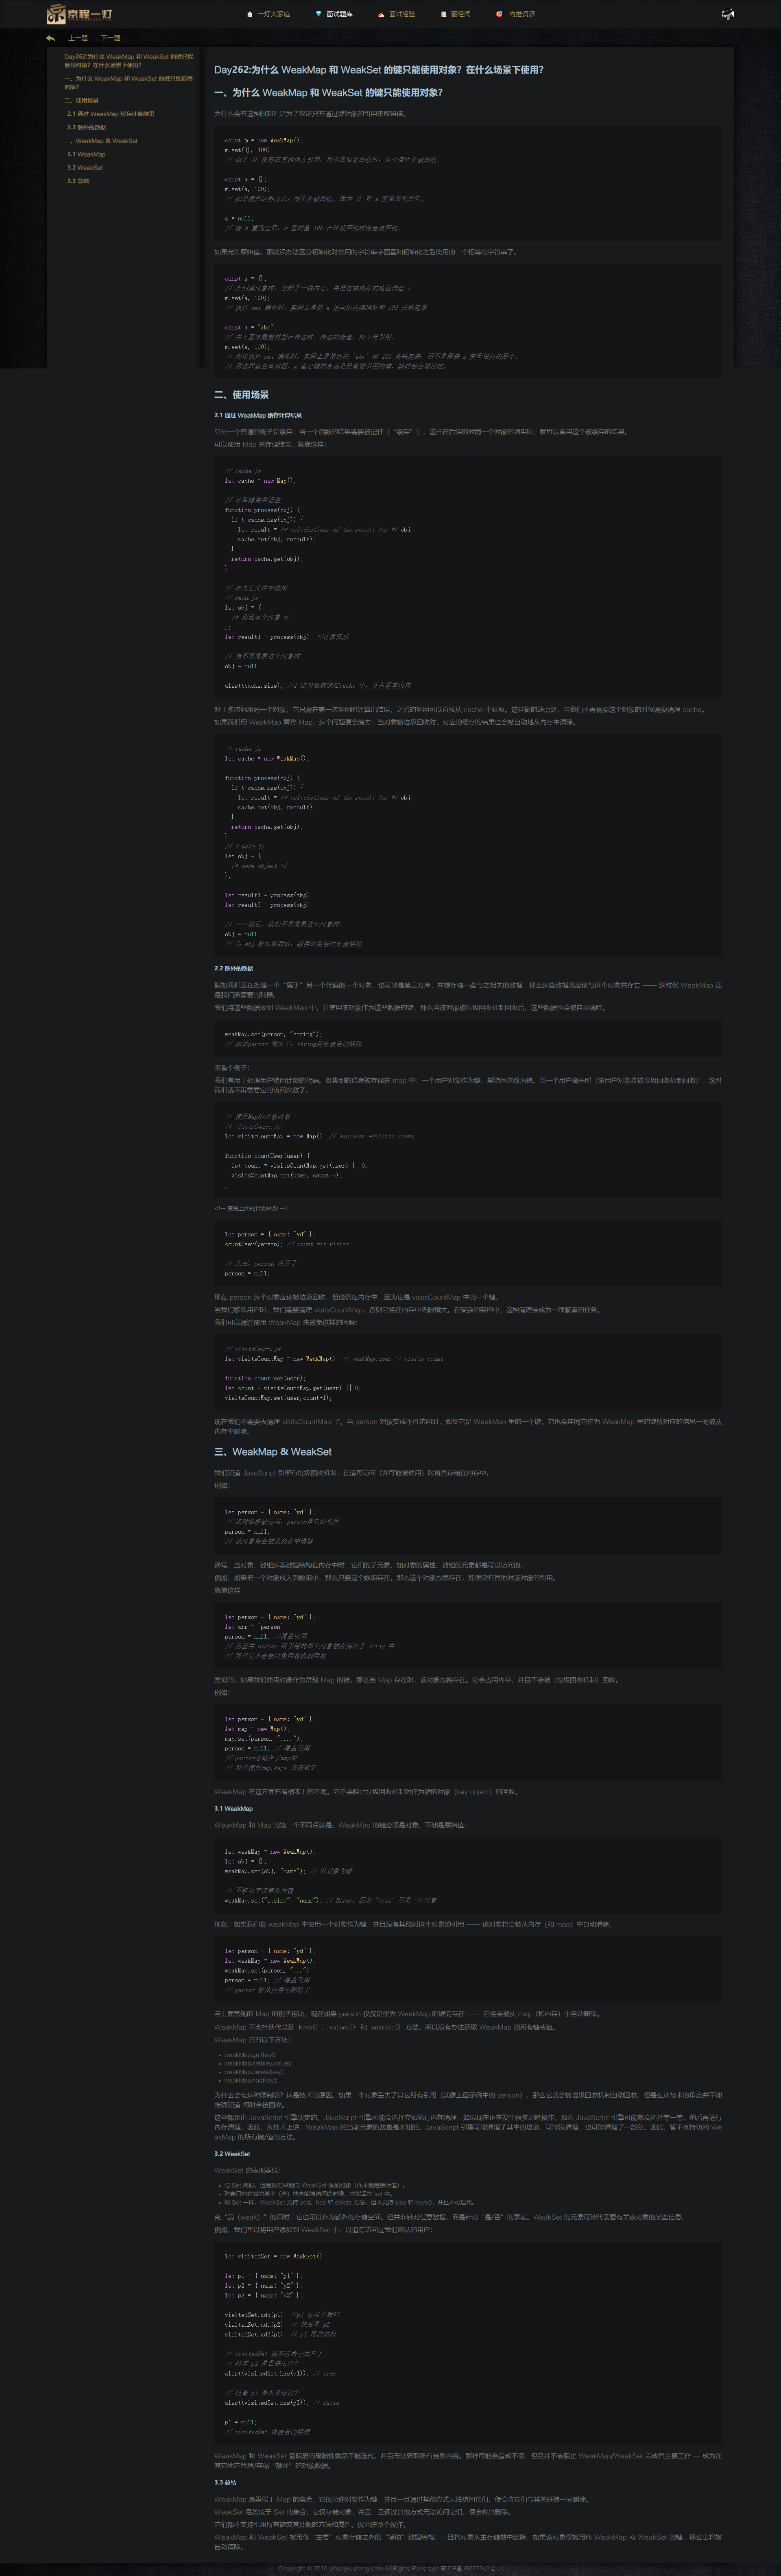 京程一灯
一灯大家庭
面试题库
面试经验
藏经阁
内推资源
上一题
下一题
Day262:为什么 WeakMap 和 WeakSet 的键只能
使用对象？在什么场景下使用？
一、为什么 WeakMap 和 WeakSet 的键只能使用
对象？
二、使用场景
2.1 通过 WeakMap 缓存计算结果
2.2 额外的数据
三、WeakMap & WeakSet
3.1 WeakMap
3.2 WeakSet
3.3 总结
Day262:为什么 WeakMap 和 WeakSet 的键只能使用对象？在什么场景下使用？
一、为什么 WeakMap 和 WeakSet 的键只能使用对象？
为什么会有这种限制？是为了保证只有通过键对象的引用来取得值。
const m = new WeakMap();
m.set({}, 100);
// 由于 {} 没有在其他地方引用，所以在垃圾回收时，这个值也会被回收。
const a = {};
m.set(a, 100);
// 如果使用这种方式，则不会被回收。因为 {} 有 a 变量在引用它。
a = null;
// 将 a 置为空后，m 里的值 100 在垃圾回收时将会被回收。
如果允许原始值，那就没办法区分初始化时使用的字符串字面量和初始化之后使用的一个相等的字符串了。
const a = {};
// 在创建对象时，分配了一块内存，并把这块内存的地址传给 a
m.set(a, 100);
// 执行 set 操作时，实际上是将 a 指向的内存地址和 100 关联起来
const a = "abc";
// 由于基本数据类型在传递时，传递的是值，而不是引用。
m.set(a, 100);
// 所以执行 set 操作时，实际上是将新的 'abc' 和 100 关联起来，而不是原来 a 变量指向的那个。
// 那这样就会有问题，m 里存储的永远是没有被引用的键，随时都会被回收。
二、使用场景
2.1 通过 WeakMap 缓存计算结果
另外一个普遍的例子是缓存：当一个函数的结果需要被记住（“缓存”），这样在后续的对同一个对象的调用时，就可以重用这个被缓存的结果。
可以使用 Map 来存储结果，就像这样：
// cache.js
let cache = new Map();
// 计算结果并记住
function process(obj) {
if (!cache.has(obj)) {
let result = /* calculations of the result for */ obj;
cache.set(obj, reesult);
}
return cache.get(obj);
}
// 在其它文件中使用
// main.js
let obj = {
/* 假设有个对象 */
};
let result1 = process(obj); //计算完成
// 当不再需要这个对象时
obj = null;
alert(cache.size); //1 该对象依然在cache 中，并占据着内存
对于多次调用同一个对象，它只需在第一次调用时计算出结果，之后的调用可以直接从 cache 中获取。这样做的缺点是，当我们不再需要这个对象的时候需要清理 cache。
如果我们用 WeakMap 替代 Map，这个问题便会消失：当对象被垃圾回收时，对应的缓存的结果也会被自动地从内存中清除。
// cache.js
let cache = new WeakMap();
function process(obj) {
if (!cache.has(obj)) {
let result = /* calculations of the result for */ obj;
cache.set(obj, reesult);
}
return cache.get(obj);
}
// ? main.js
let obj = {
/* some object */
};
let result1 = process(obj);
let result2 = process(obj);
// ……稍后，我们不再需要这个对象时：
obj = null;
// 当 obj 被垃圾回收，缓存的数据也会被清除
2.2 额外的数据
假如我们正在处理一个“属于”另一个代码的一个对象，也可能是第三方库，并想存储一些与之相关的数据，那么这些数据就应该与这个对象共存亡 —— 这时候 WeakMap 正
是我们所需要的利器。
我们将这些数据放到 WeakMap 中，并使用该对象作为这些数据的键，那么当该对象被垃圾回收机制回收后，这些数据也会被自动清除。
weakMap.set(person, "string");
// 如果person 消失了，string将会被自动清除
来看个例子：
我们有用于处理用户访问计数的代码。收集到的信息被存储在 map 中：一个用户对象作为键，其访问次数为值。当一个用户离开时（该用户对象将被垃圾回收机制回收），这时
我们就不再需要它的访问次数了。
// 使用Map的计数函数
// visitsCount.js
let visitsCountMap = new Map(); // map:user =>visits count
function countUser(user) {
let count = visitsCountMap.get(user) || 0;
visitsCountMap.set(user, count++);
}
<!-- 使用上面的计数函数 -->
let person = { name: "yd" };
countUser(person); // count his visits
// 之后，person 离开了
person = null;
现在 person 这个对象应该被垃圾回收，但他仍在内存中，因为它是 visitsCountMap 中的一个键。
当我们移除用户时，我们需要清理 visitsCountMap，否则它将在内存中无限增大。在复杂的架构中，这种清理会成为一项繁重的任务。
我们可以通过使用 WeakMap 来避免这样的问题：
// visitsCount.js
let visitsCountMap = new WeakMap(); // weakMap:user => visits count
function countUser(user);
let count = visitsCountMap.get(user) || 0;
visitsCountMap.set(user,count+1);
现在我们不需要去清理 visitsCountMap 了。当 person 对象变成不可访问时，即便它是 WeakMap 里的一个键，它也会连同它作为 WeakMap 里的键所对应的信息一同被从
内存中删除。
三、WeakMap & WeakSet
我们知道 JavaScript 引擎有垃圾回收机制，在值可访问（并可能被使用）时将其存储在内存中。
例如：
let person = { name: "yd" };
// 该对象能被访问，person是它的引用
person = null;
// 该对象将会被从内存中清除
通常，当对象、数组这类数据结构在内存中时，它们的子元素，如对象的属性、数组的元素都是可以访问的。
例如，如果把一个对象放入到数组中，那么只要这个数组存在，那么这个对象也就存在，即使没有其他对该对象的引用。
就像这样：
let person = { name: "yd" };
let arr = [person];
person = null; //覆盖引用
// 前面由 person 所引用的那个对象被存储在了 array 中
// 所以它不会被垃圾回收机制回收
类似的，如果我们使用对象作为常规 Map 的键，那么当 Map 存在时，该对象也将存在。它会占用内存，并且不会被（垃圾回收机制）回收。
例如：
let person = { name: "yd" };
let map = new Map();
map.set(person, "....");
person = null; // 覆盖引用
// person存储在了map中
// 可以使用map.keys 来获取它
WeakMap 在这方面有着根本上的不同。它不会阻止垃圾回收机制对作为键的对象（key object）的回收。
3.1 WeakMap
WeakMap 和 Map 的第一个不同点就是，WeakMap 的键必须是对象，不能是原始值：
let weakMap = new WeakMap();
let obj = {};
weakMap.set(obj, "name"); // 以对象为键
// 不能以字符串作为键
weakMap.set("string", "name"); // Error，因为 'test' 不是一个对象
现在，如果我们在 weakMap 中使用一个对象作为键，并且没有其他对这个对象的引用 —— 该对象将会被从内存（和 map）中自动清除。
let person = { name: "yd" };
let weakMap = new WeakMap();
weakMap.set(person, "...");
person = null; // 覆盖引用
// person 被从内存中删除了
与上面常规的 Map 的例子相比，现在如果 person 仅仅是作为 WeakMap 的键而存在 —— 它将会被从 map（和内存）中自动删除。
WeakMap 不支持迭代以及 keys()，values() 和 entries() 方法。所以没有办法获取 WeakMap 的所有键或值。
WeakMap 只有以下方法：
weakMap.get(key);
weakMap.set(key,value);
weakMap.delete(key);
weakMap.has(key);
为什么会有这种限制呢？这是技术的原因。如果一个对象丢失了其它所有引用（就像上面示例中的 person），那么它就会被垃圾回收机制自动回收。但是在从技术的角度并不能
准确知道 何时会被回收。
这些都是由 JavaScript 引擎决定的。JavaScript 引擎可能会选择立即执行内存清理，如果现在正在发生很多删除操作，那么 JavaScript 引擎可能就会选择等一等，稍后再进行
内存清理。因此，从技术上讲，WeakMap 的当前元素的数量是未知的。JavaScript 引擎可能清理了其中的垃圾，可能没清理，也可能清理了一部分。因此，暂不支持访问 We
akMap 的所有键/值的方法。
3.2 WeakSet
WeakSet 的表现类似：
与 Set 类似，但是我们只能向 WeakSet 添加对象（而不能是原始值）。
对象只有在其它某个（些）地方能被访问的时候，才能留在 set 中。
跟 Set 一样，WeakSet 支持 add，has 和 delete 方法，但不支持 size 和 keys()，并且不可迭代。
变“弱（weak）”的同时，它也可以作为额外的存储空间。但并非针对任意数据，而是针对“是/否”的事实。WeakSet 的元素可能代表着有关该对象的某些信息。
例如，我们可以将用户添加到 WeakSet 中，以追踪访问过我们网站的用户：
let visitedSet = new WeakSet();
let p1 = { name: "p1" };
let p2 = { name: "p2" };
let p3 = { name: "p3" };
visitedSet.add(p1); //p1 访问了我们
visitedSet.add(p2); // 然后是 p2
visitedSet.add(p1); // p1 再次访问
// visitedSet 现在有两个用户了
// 检查 p1 是否来访过？
alert(visitedSet.has(p1)); // true
// 检查 p3 是否来访过？
alert(visitedSet.has(p3)); // false
p1 = null;
// visitedSet 将被自动清理
WeakMap 和 WeakSet 最明显的局限性就是不能迭代，并且无法获取所有当前内容。那样可能会造成不便，但是并不会阻止 WeakMap/WeakSet 完成其主要工作 — 成为在
其它地方管理/存储“额外”的对象数据。
3.3 总结
WeakMap 是类似于 Map 的集合，它仅允许对象作为键，并且一旦通过其他方式无法访问它们，便会将它们与其关联值一同删除。
WeakSet 是类似于 Set 的集合，它仅存储对象，并且一旦通过其他方式无法访问它们，便会将其删除。
它们都不支持引用所有键或其计数的方法和属性。仅允许单个操作。
WeakMap 和 WeakSet 被用作“主要”对象存储之外的“辅助”数据结构。一旦将对象从主存储器中删除，如果该对象仅被用作 WeakMap 或 WeakSet 的键，那么它将被
自动清除。
Copyright © 2016 yidengxuetang.com All Rights Reversed.京ICP备16022242号-1